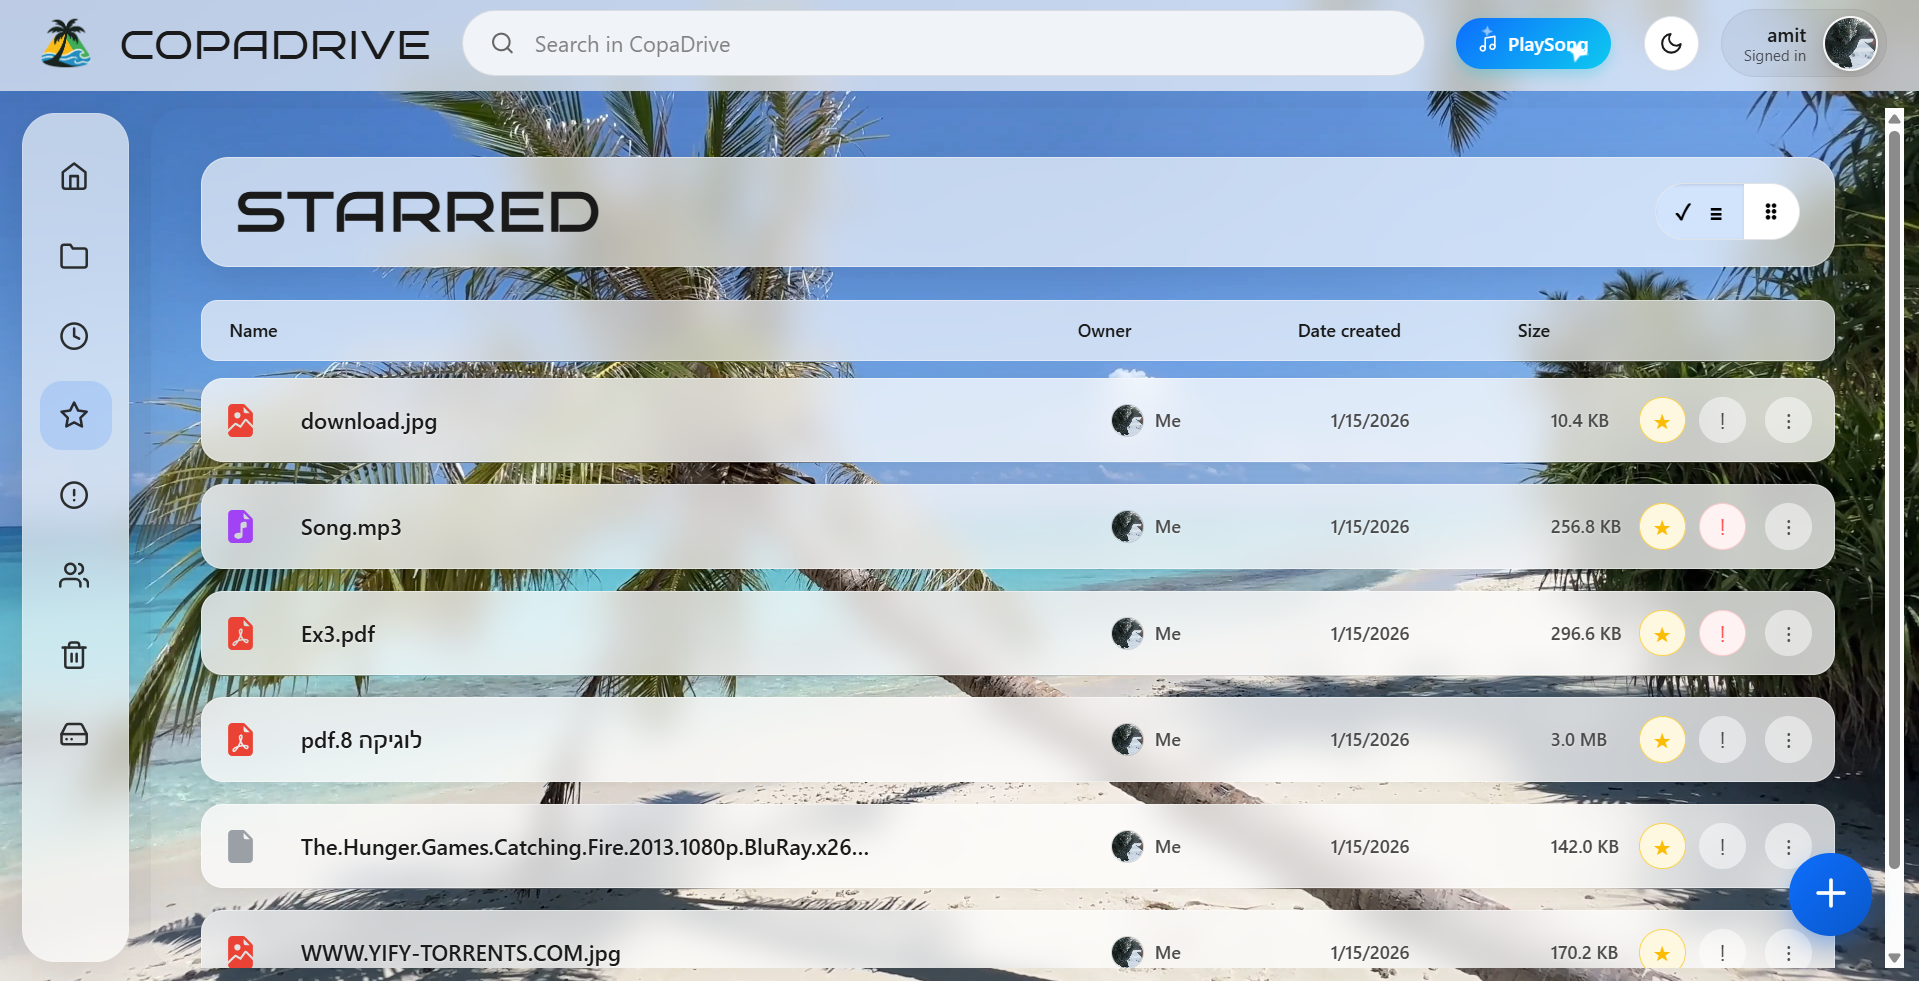 COPADRIVE
Search in CopaDrive
PlaySong
amit
Signed in
STARRED
Name Owner Date created Size
download.jpg Me 1/15/2026 10.4 KB
Song.mp3 Me 1/15/2026 256.8 KB
Ex3.pdf Me 1/15/2026 296.6 KB
לוגיקה 8.pdf Me 1/15/2026 3.0 MB
The.Hunger.Games.Catching.Fire.2013.1080p.BluRay.x26... Me 1/15/2026 142.0 KB
WWW.YIFY-TORRENTS.COM.jpg Me 1/15/2026 170.2 KB